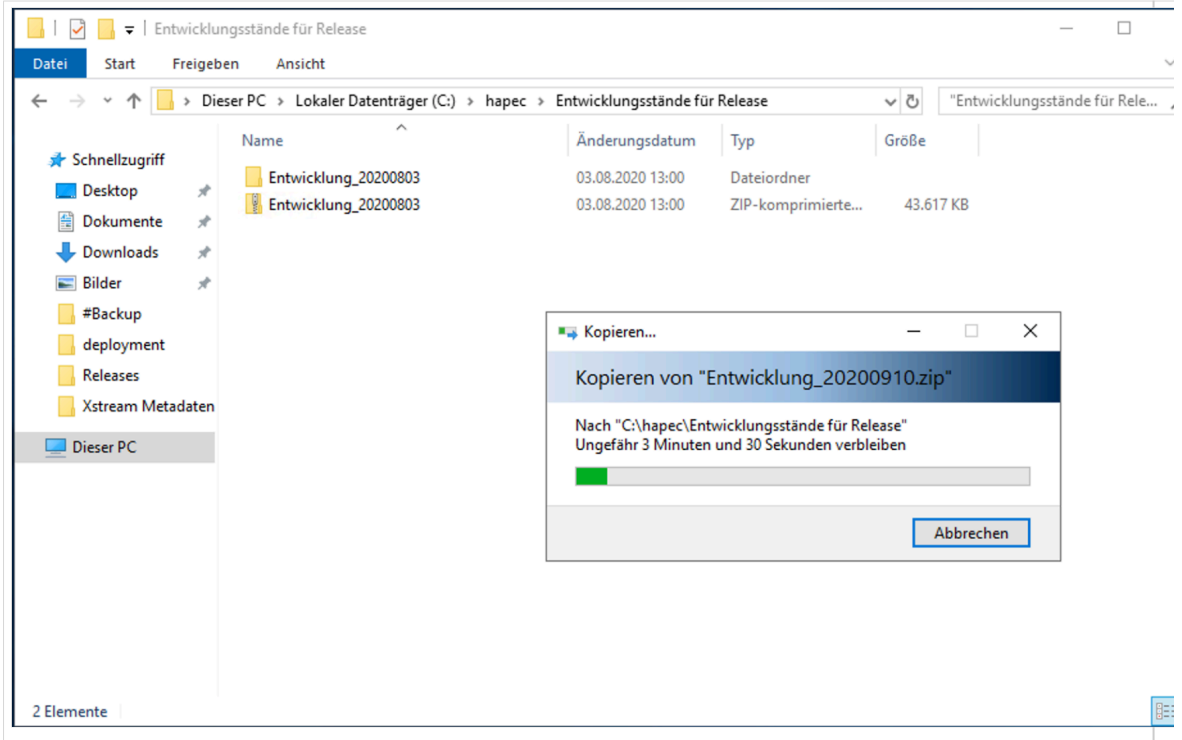 Entwicklungsstände für Release
Datei Start Freigeben Ansicht
Dieser PC > Lokaler Datenträger (C:) > hapec > Entwicklungsstände für Release "Entwicklungsstände für Rele...
Name Änderungsdatum Typ Größe
Schnellzugriff
Desktop
Dokumente
Downloads
Bilder
#Backup
deployment
Releases
Xstream Metadaten
Dieser PC
Entwicklung_20200803 03.08.2020 13:00 Dateiordner
Entwicklung_20200803 03.08.2020 13:00 ZIP-komprimierte... 43.617 KB
Kopieren...
Kopieren von "Entwicklung_20200910.zip"
Nach "C:\hapec\Entwicklungsstände für Release"
Ungefähr 3 Minuten und 30 Sekunden verbleiben
Abbrechen
2 Elemente